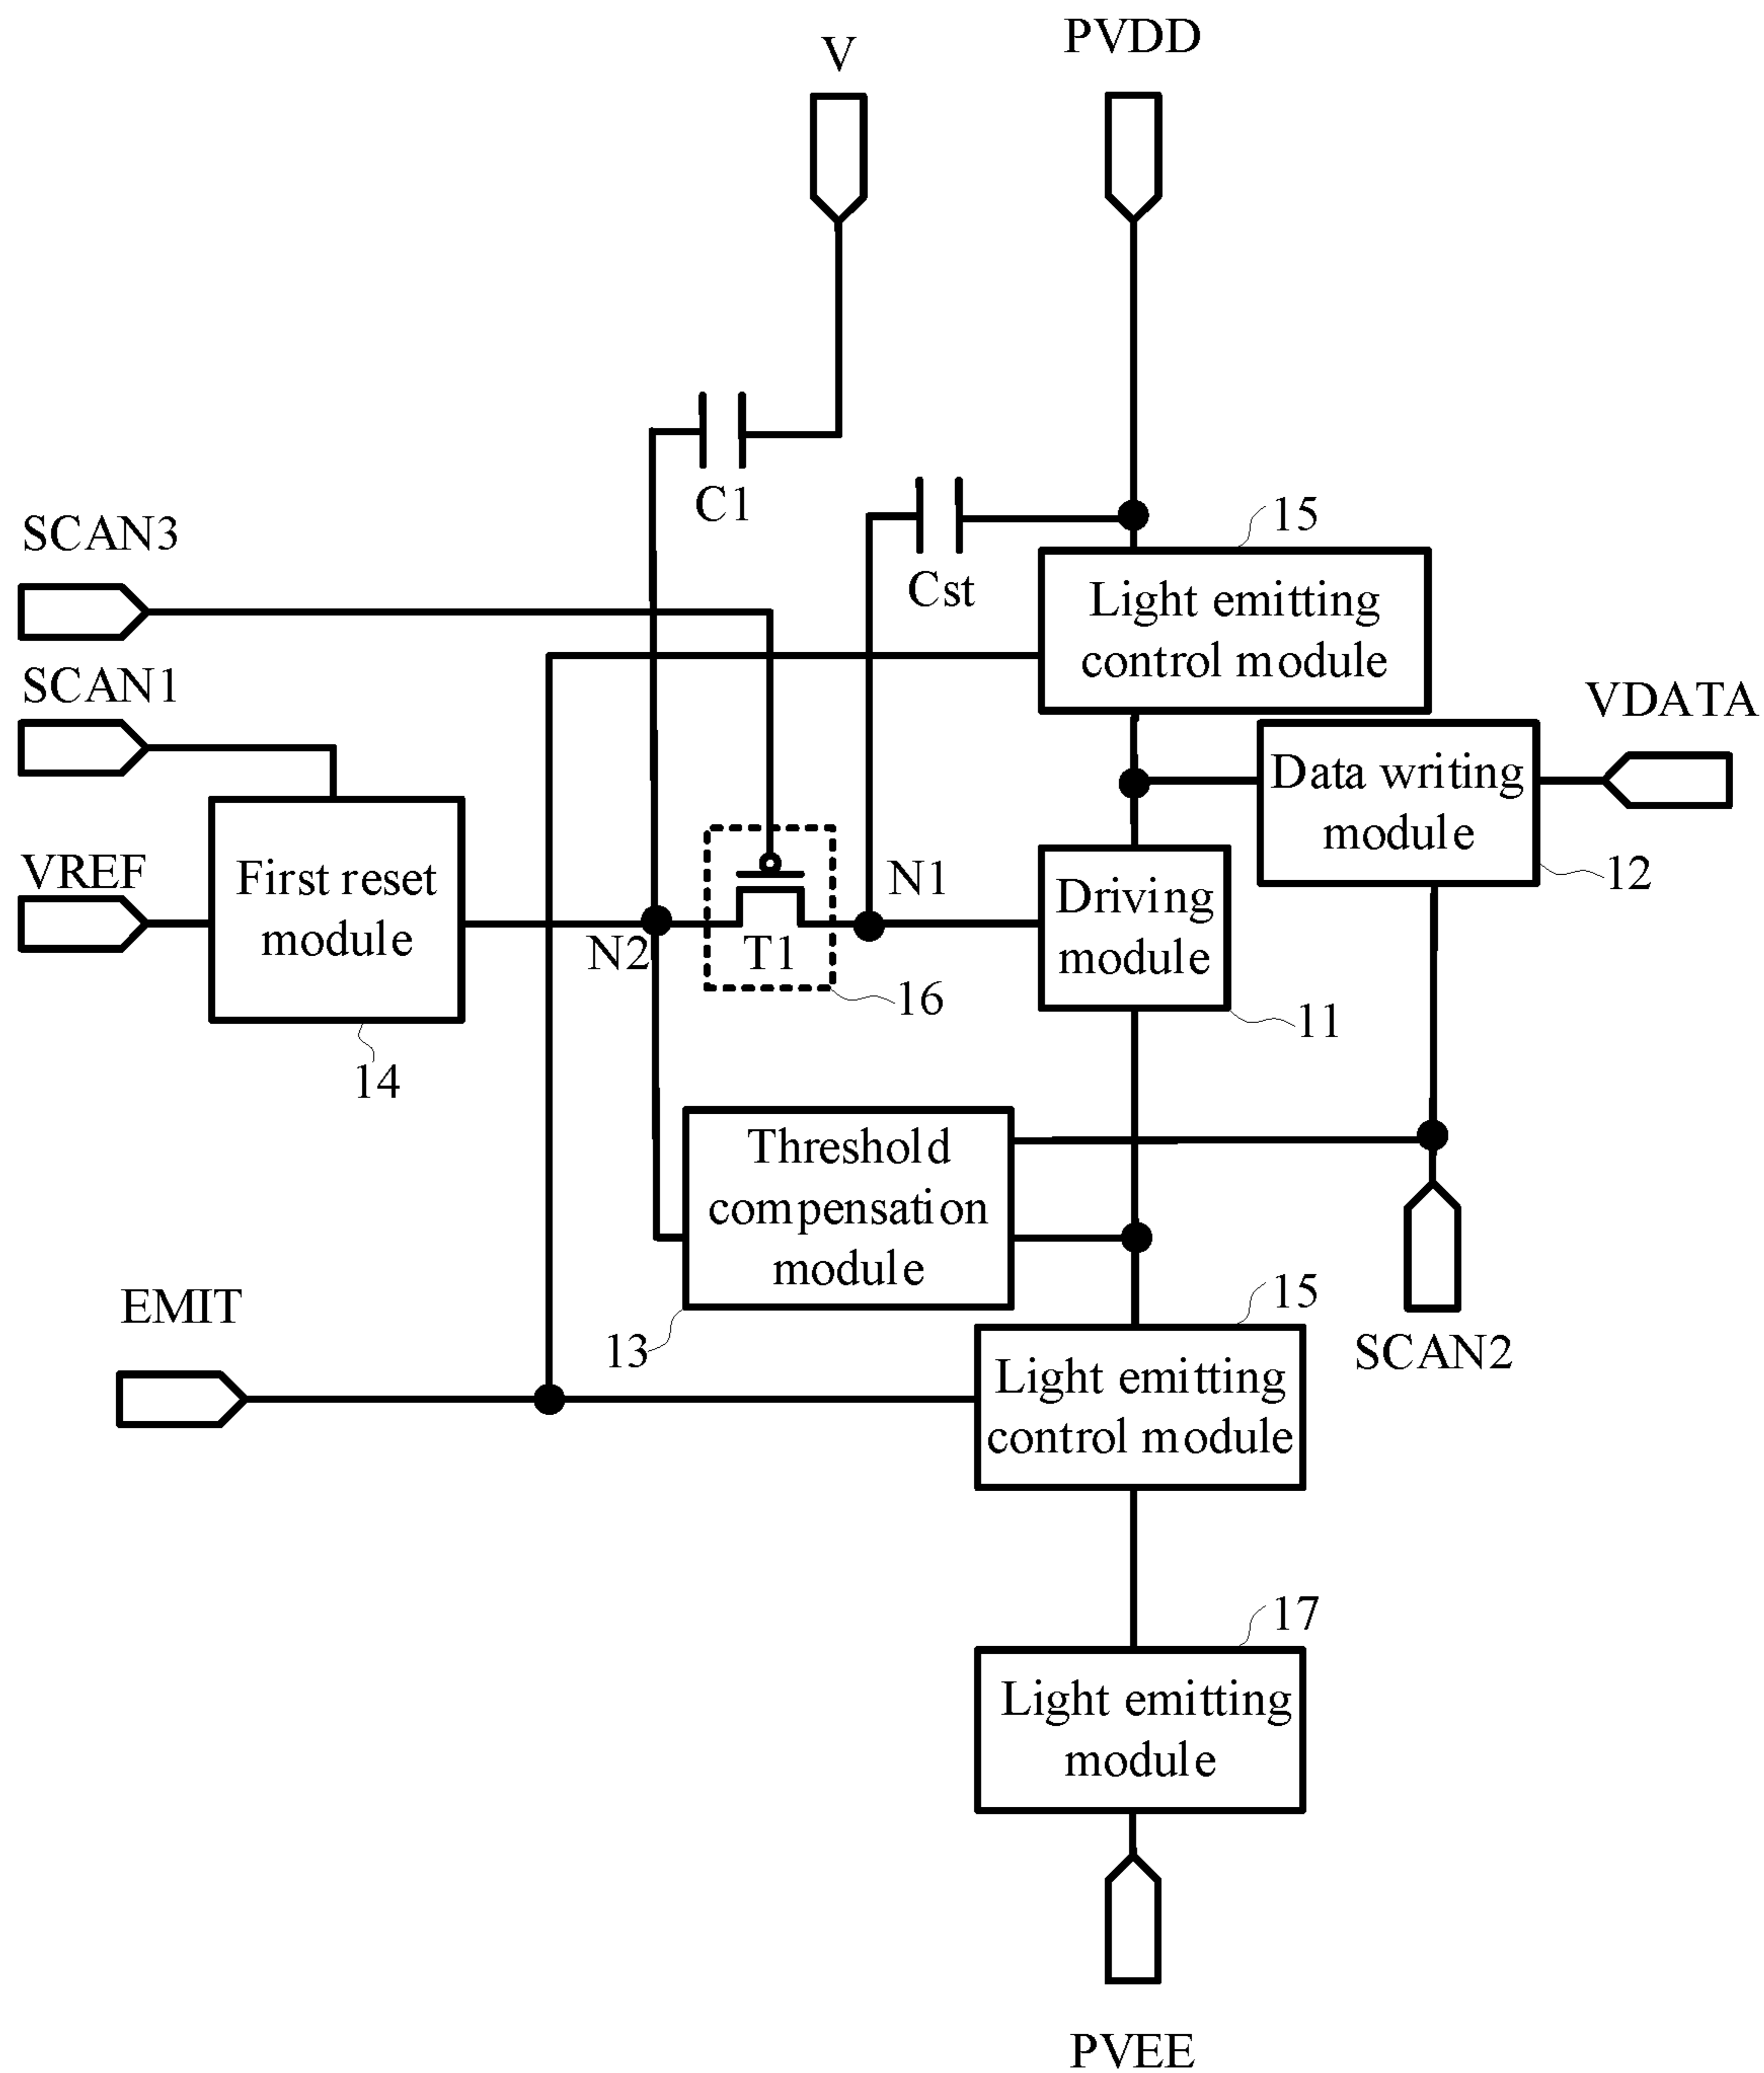 V
PVDD
C1
Cst
SCAN3
15
Light emitting
control module
SCAN1
VDATA
Data writing
module
12
VREF
First reset
module
14
N2
T1
16
N1
Driving
module
11
Threshold
compensation
module
13
EMIT
15
SCAN2
Light emitting
control module
17
Light emitting
module
PVEE